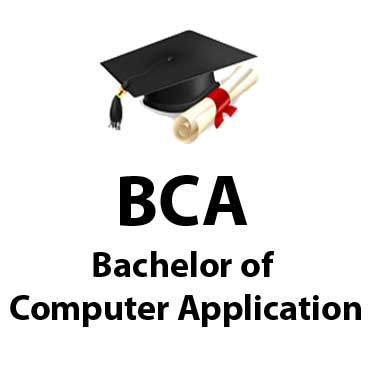 BCA
Bachelor of
Computer Application